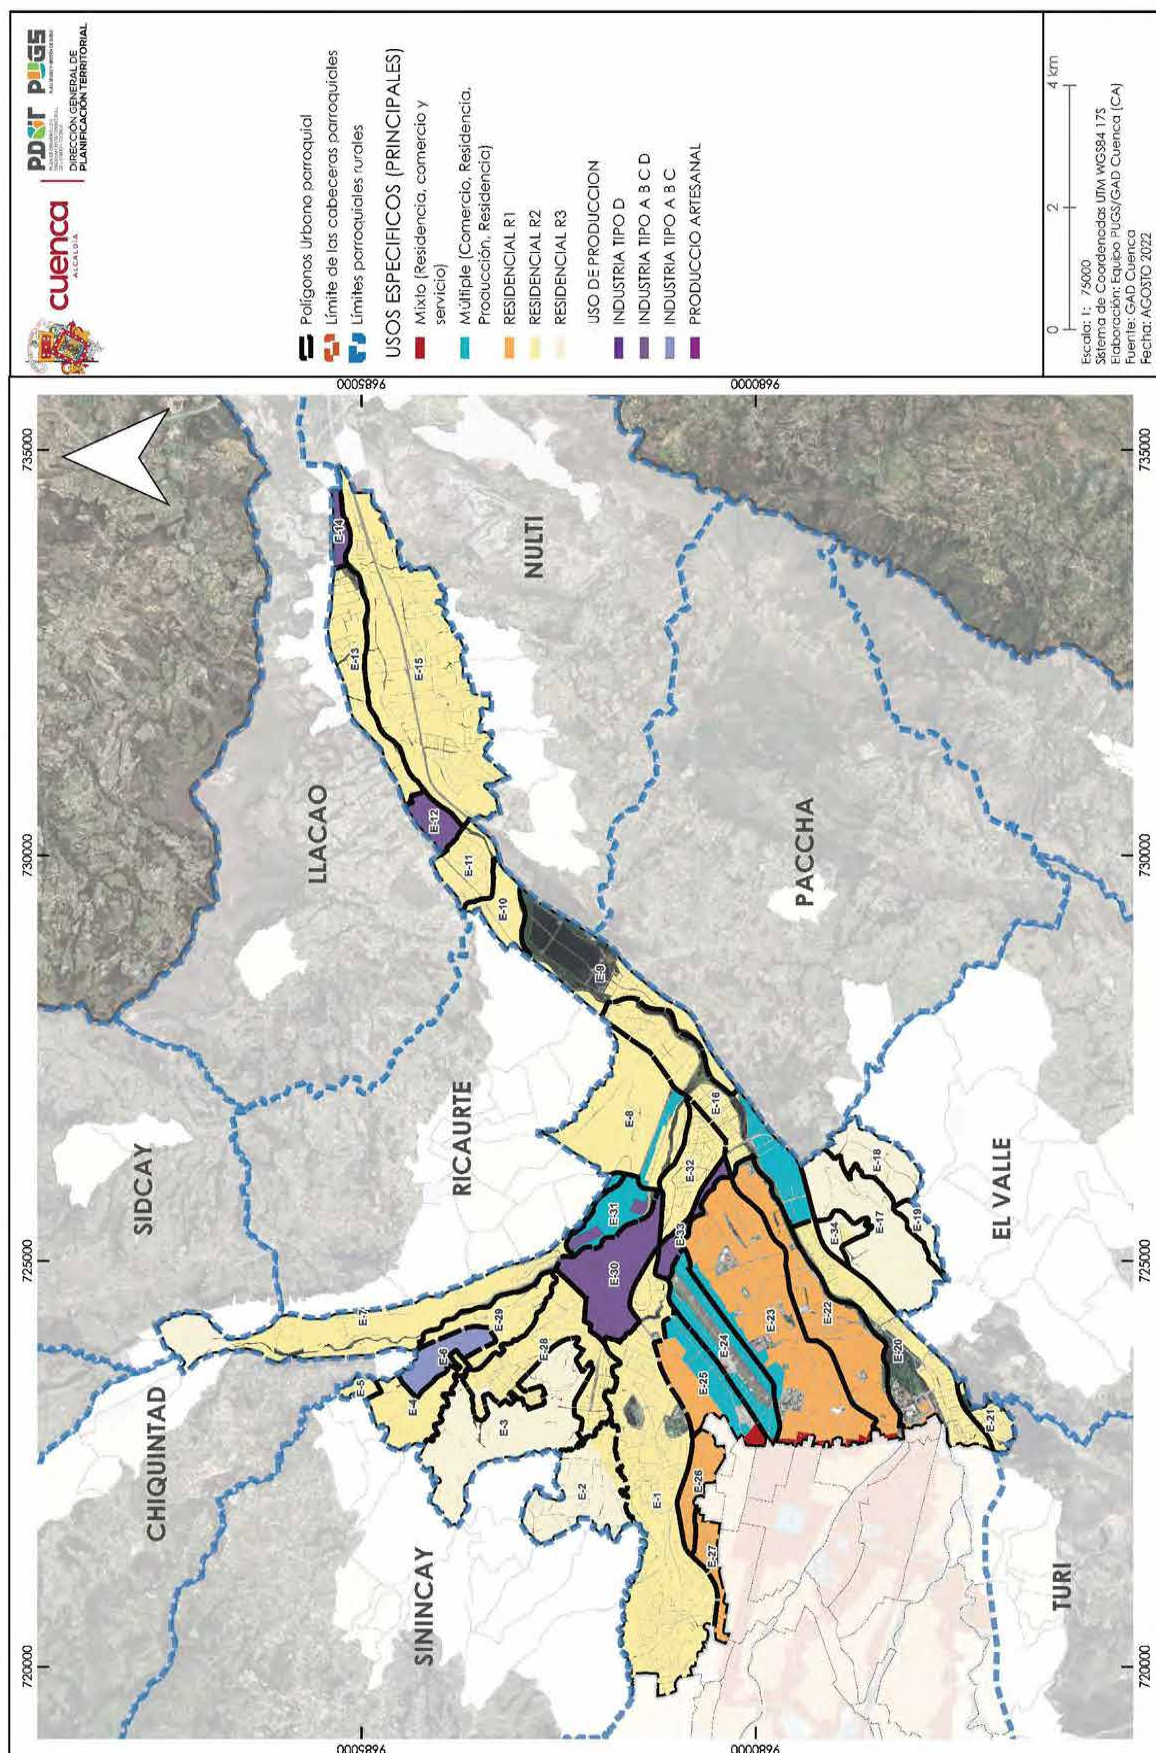 cuenca
ALCALDÍA
PDOT PUGS
DIRECCIÓN GENERAL DE
PLANIFICACIÓN TERRITORIAL
Polígonos Urbano parroquial
Límite de las cabeceras parroquiales
Límites parroquiales rurales
USOS ESPECIFICOS (PRINCIPALES)
Mixto (Residencia, comercio y
servicio)
Múltiple (Comercio, Residencia,
Producción, Residencia)
RESIDENCIAL R1
RESIDENCIAL R2
RESIDENCIAL R3
USO DE PRODUCCION
INDUSTRIA TIPO D
INDUSTRIA TIPO A B C D
INDUSTRIA TIPO A B C
PRODUCCIO ARTESANAL
0 2 4 km
Escala: 1: 75000
Sistema de Coordenadas UTM WGS84 17S
Elaboración: Equipo PUGS/GAD Cuenca (CA)
Fuente: GAD Cuenca
Fecha: AGOSTO 2022
720000 725000 730000 735000
9685000
9680000
9685000
9680000
720000 725000 730000 735000
SIDCAY
CHIQUINTAD
LLACAO
SININCAY
RICAURTE
NULTI
PACCHA
EL VALLE
TURI
E-14
E-13
E-15
E-12
E-11
E-10
E-9
E-8
E-7
E-5
E-4
E-6
E-29
E-28
E-3
E-2
E-1
E-30
E-31
E-32
E-33
E-16
E-18
E-17
E-19
E-34
E-22
E-23
E-24
E-25
E-26
E-27
E-20
E-21